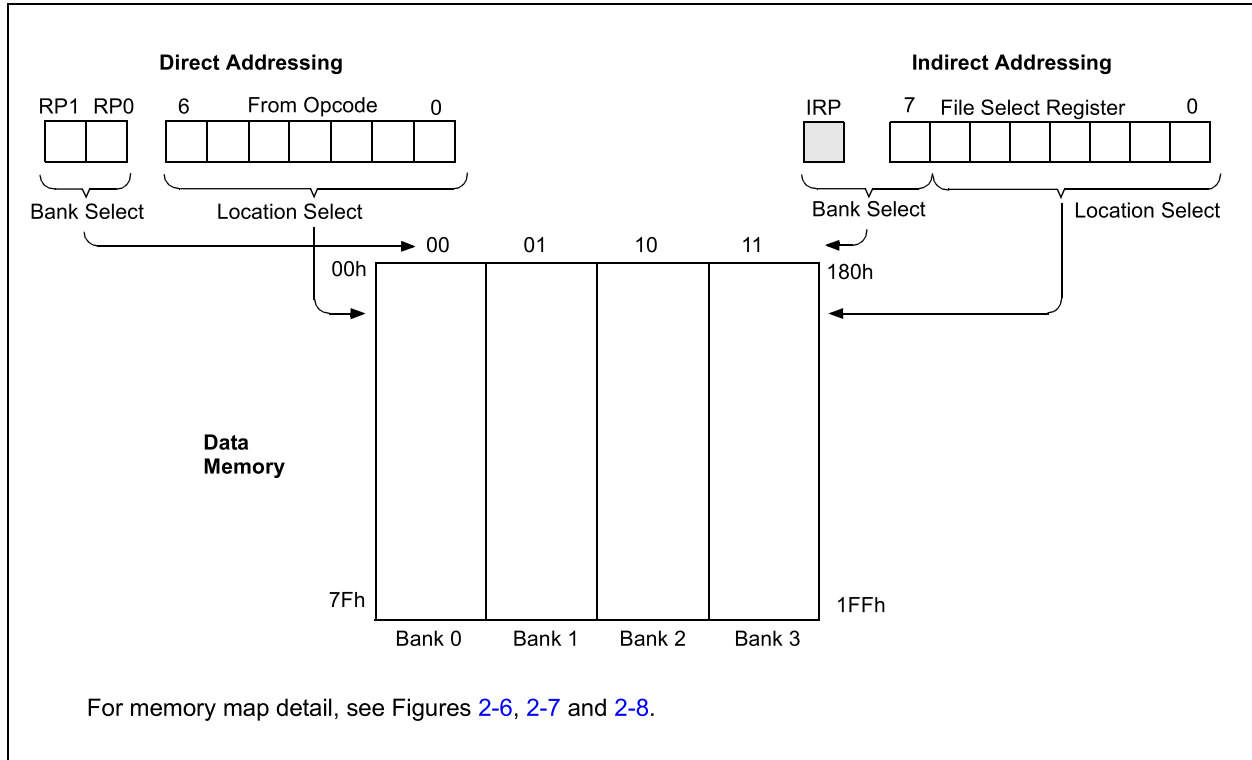 Direct Addressing
Indirect Addressing
RP1 RP0
6 From Opcode 0
IRP
7 File Select Register 0
Bank Select
Location Select
Bank Select
Location Select
00 01 10 11
00h
180h
Data
Memory
7Fh
1FFh
Bank 0 Bank 1 Bank 2 Bank 3
For memory map detail, see Figures 2-6, 2-7 and 2-8.